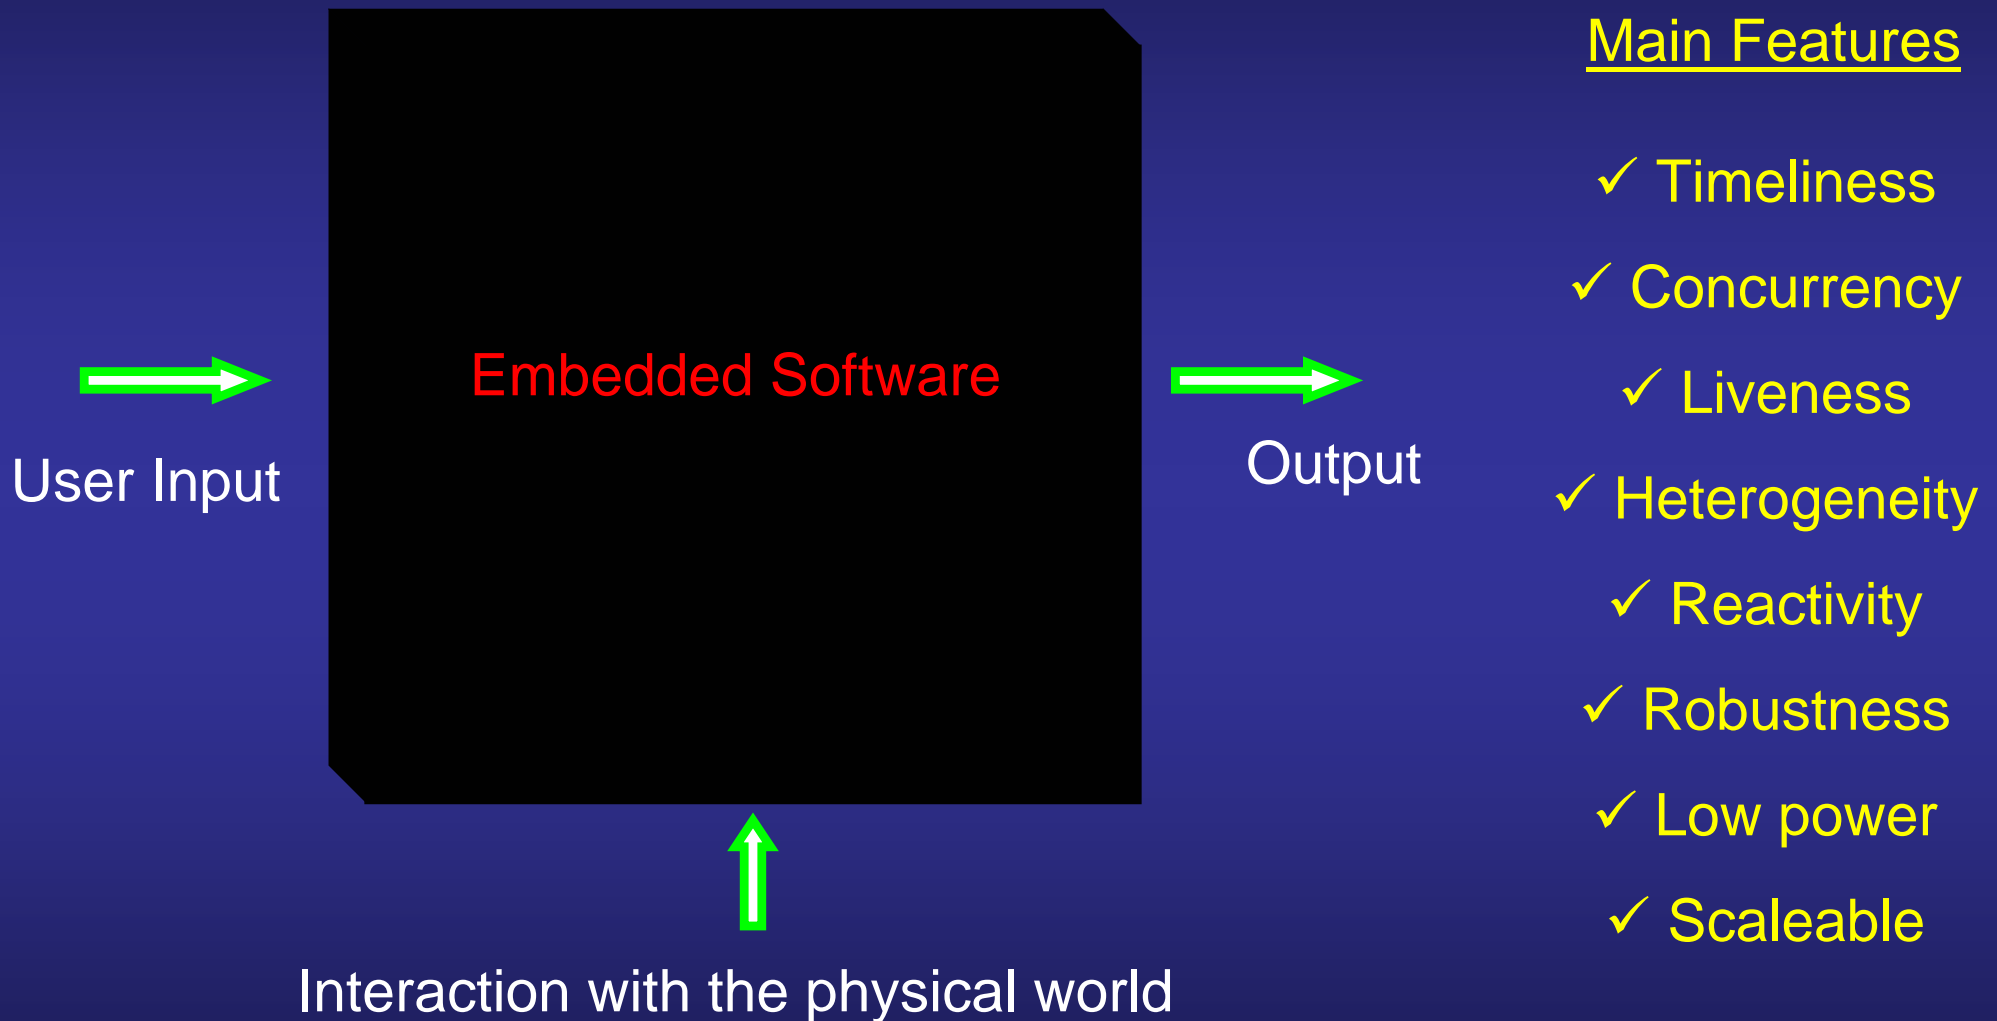 User Input
Embedded Software
Output
Interaction with the physical world
Main Features
✓ Timeliness
✓ Concurrency
✓ Liveness
✓ Heterogeneity
✓ Reactivity
✓ Robustness
✓ Low power
✓ Scaleable